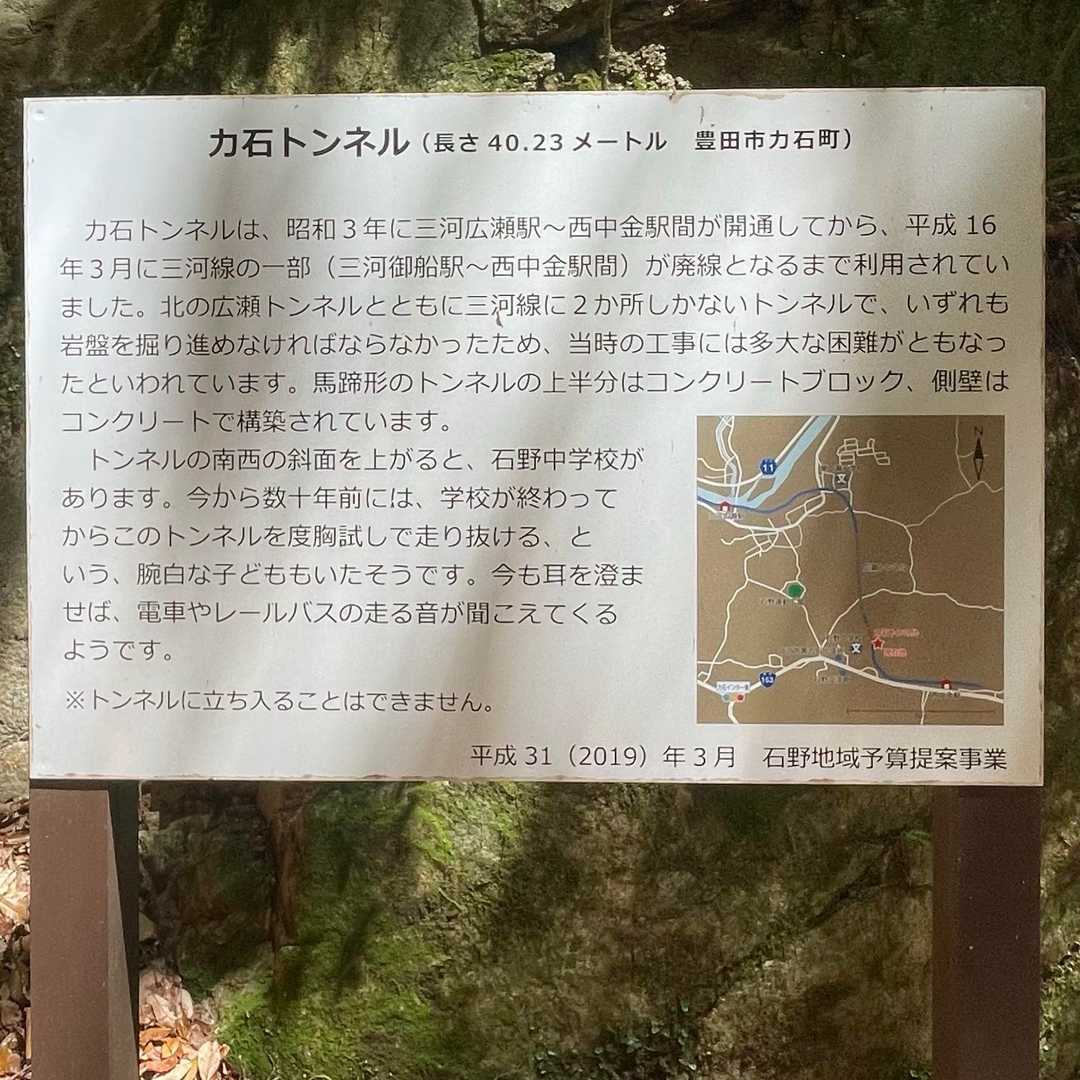 力石トンネル（長さ 40.23 メートル　豊田市力石町）
力石トンネルは、昭和３年に三河広瀬駅～西中金駅間が開通してから、平成 16
年３月に三河線の一部（三河御船駅～西中金駅間）が廃線となるまで利用されてい
ました。北の広瀬トンネルとともに三河線に２か所しかないトンネルで、いずれも
岩盤を掘り進めなければならなかったため、当時の工事には多大な困難がともなっ
たといわれています。馬蹄形のトンネルの上半分はコンクリートブロック、側壁は
コンクリートで構築されています。
トンネルの南西の斜面を上がると、石野中学校が
あります。今から数十年前には、学校が終わって
からこのトンネルを度胸試しで走り抜ける、と
いう、腕白な子どももいたそうです。今も耳を澄ま
せば、電車やレールバスの走る音が聞こえてくる
ようです。
※トンネルに立ち入ることはできません。
平成 31（2019）年３月　石野地域予算提案事業
N
11
文
文
153
力石インター東